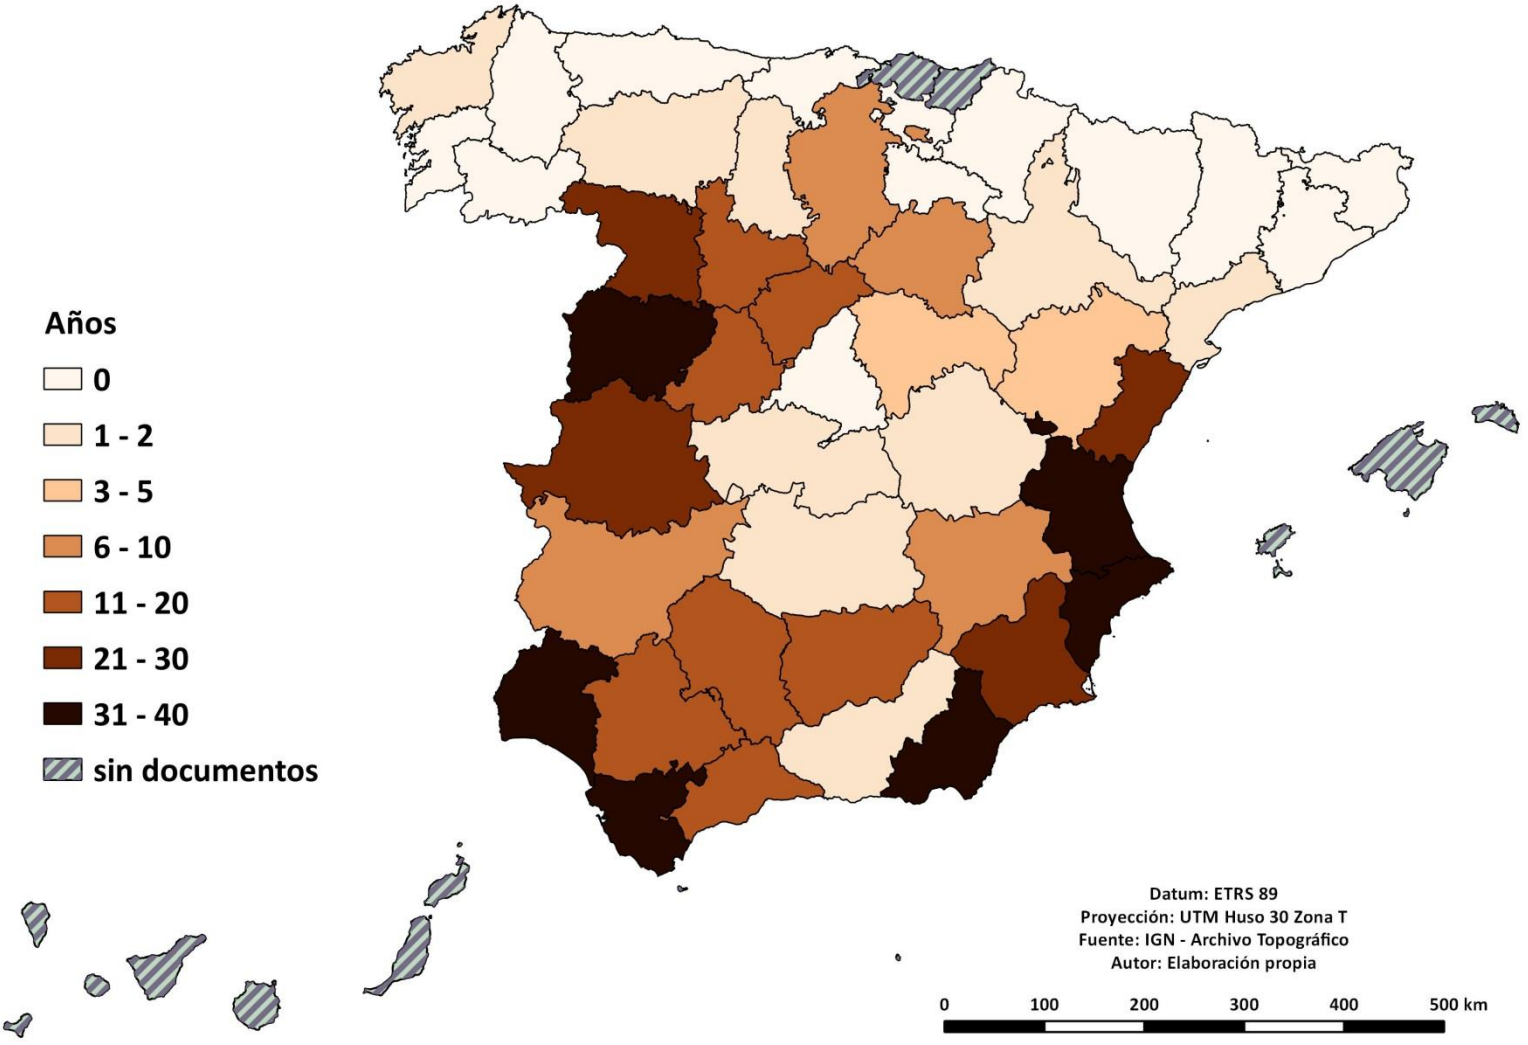 Años
0
1 - 2
3 - 5
6 - 10
11 - 20
21 - 30
31 - 40
sin documentos
Datum: ETRS 89
Proyección: UTM Huso 30 Zona T
Fuente: IGN - Archivo Topográfico
Autor: Elaboración propia
0 100 200 300 400 500 km